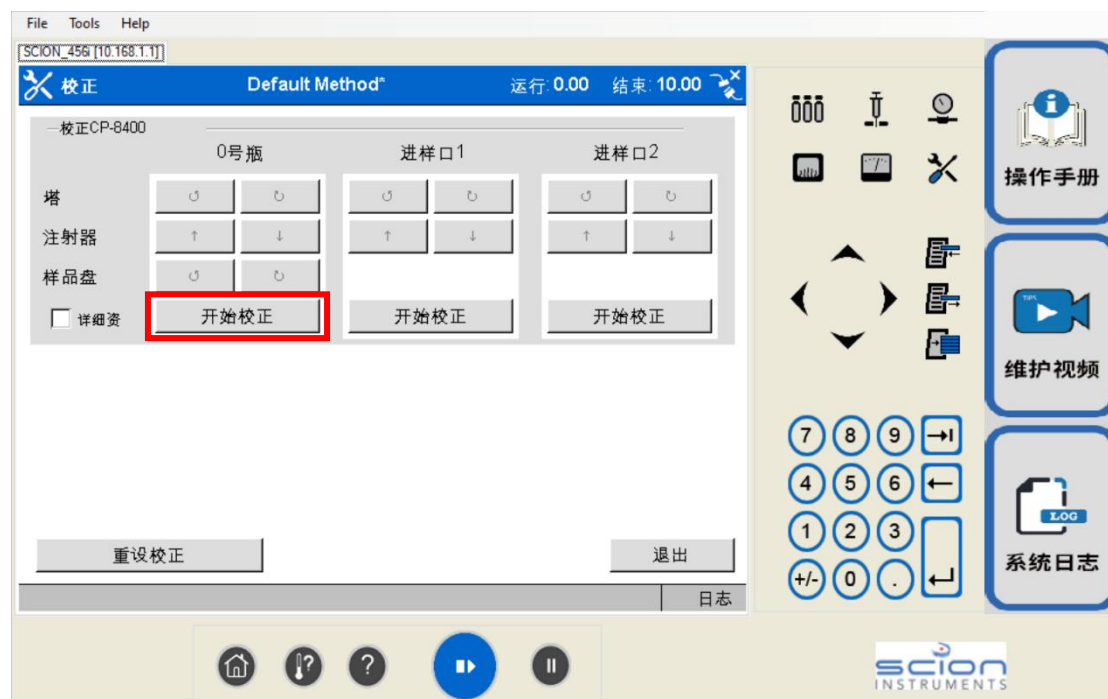 File Tools Help
SCION_456i [10.168.1.1]
校正 Default Method* 运行: 0.00 结束: 10.00
校正CP-8400
0号瓶 进样口1 进样口2
塔
注射器
样品盘
详细资 开始校正 开始校正 开始校正
重设校正 退出
日志
操作手册
TIPS
维护视频
LOG
系统日志
7 8 9
4 5 6
1 2 3
+/- 0 .
scion
INSTRUMENTS